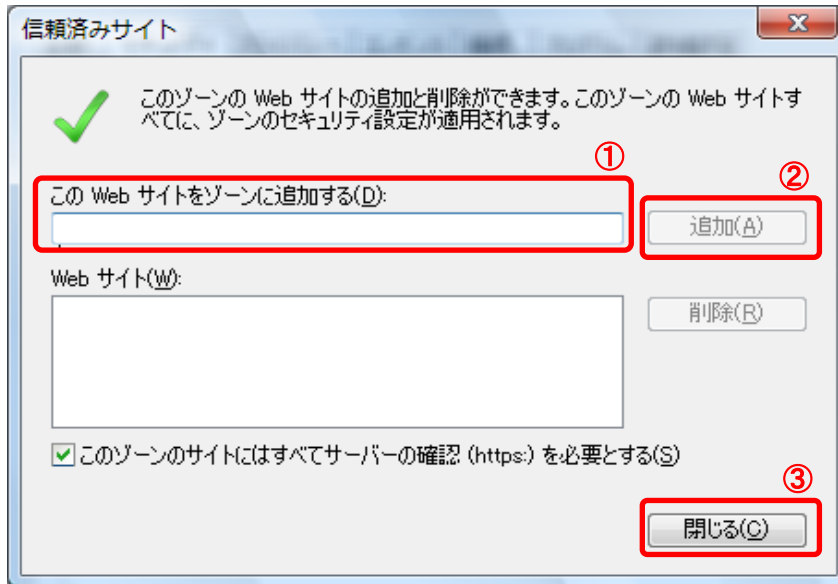 信頼済みサイト
このゾーンの Web サイトの追加と削除ができます。このゾーンの Web サイトす
べてに、ゾーンのセキュリティ設定が適用されます。
①
②
この Web サイトをゾーンに追加する(D):
追加(A)
Web サイト(W):
削除(R)
このゾーンのサイトにはすべてサーバーの確認 (https:) を必要とする(S)
③
閉じる(C)